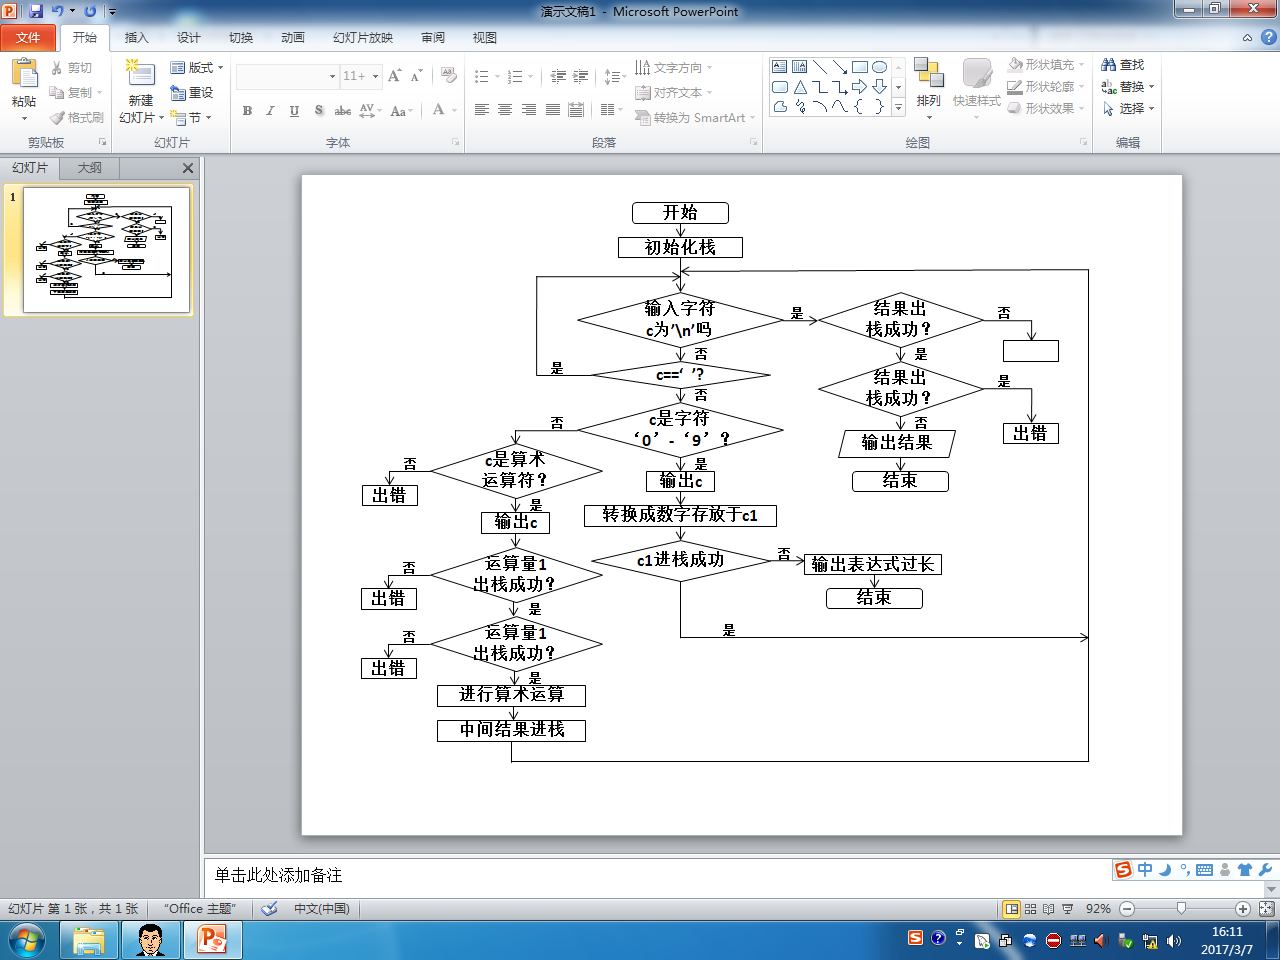 演示文稿1 - Microsoft PowerPoint
文件 开始 插入 设计 切换 动画 幻灯片放映 审阅 视图
粘贴
剪切
复制
格式刷
剪贴板
新建
幻灯片
版式
重设
节
幻灯片
11+
B I U S abc AV Aa A
字体
文字方向
对齐文本
转换为 SmartArt
段落
排列
快速样式
形状填充
形状轮廓
形状效果
绘图
查找
替换
选择
编辑
幻灯片 大纲
1
开始
初始化栈
输入字符
c为'\n'吗
是
结果出
栈成功?
否
否
是
是
c==‘ ’?
结果出
栈成功?
是
出错
否
c是字符
‘0’-‘9’?
否
否
输出结果
结束
c是算术
运算符?
否
出错
是
输出c
是
输出c
转换成数字存放于c1
c1进栈成功
否
输出表达式过长
结束
是
运算量1
出栈成功?
否
出错
是
运算量1
出栈成功?
否
出错
是
进行算术运算
中间结果进栈
单击此处添加备注
中
幻灯片 第 1 张，共 1 张 “Office 主题” 中文(中国) 92%
16:11
2017/3/7